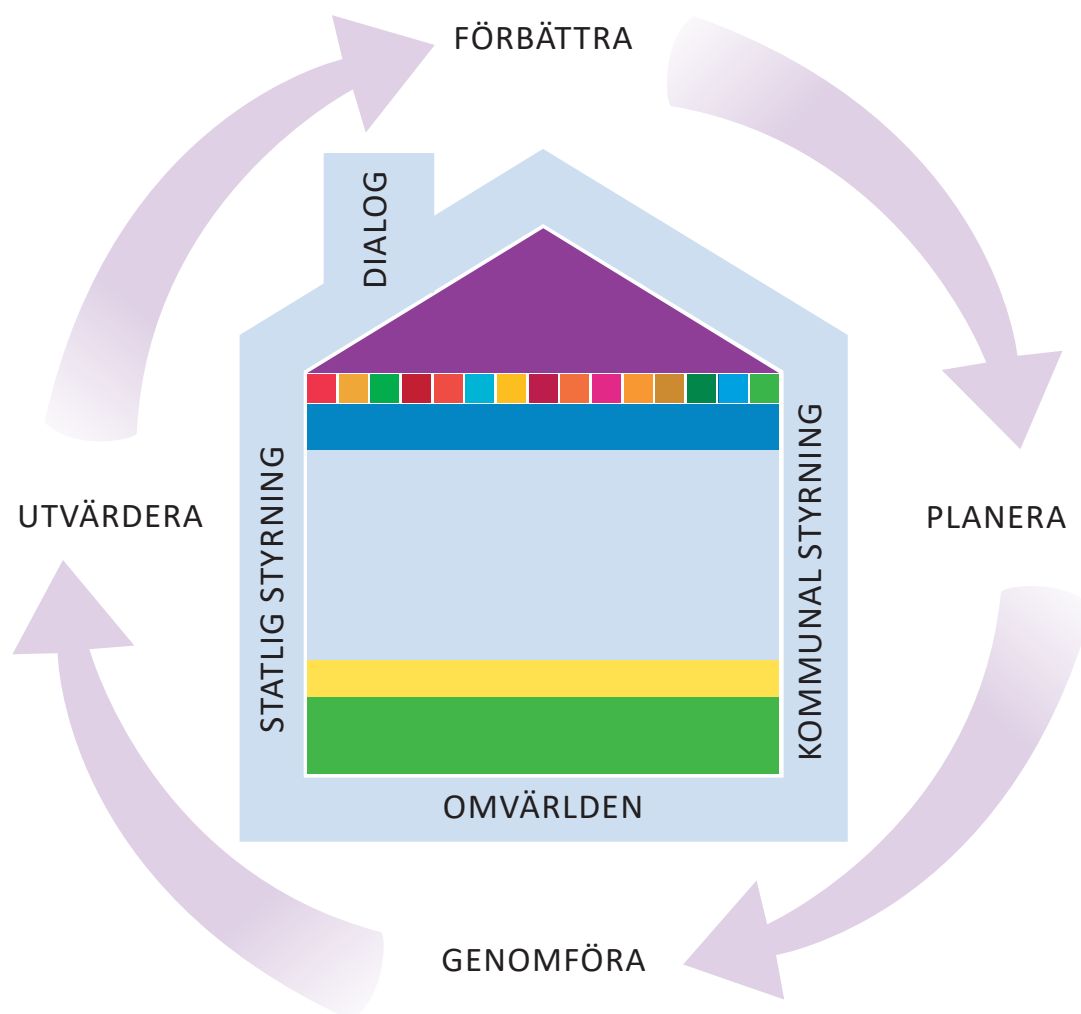 FÖRBÄTTRA
DIALOG
STATLIG STYRNING
KOMMUNAL STYRNING
UTVÄRDERA
PLANERA
OMVÄRLDEN
GENOMFÖRA